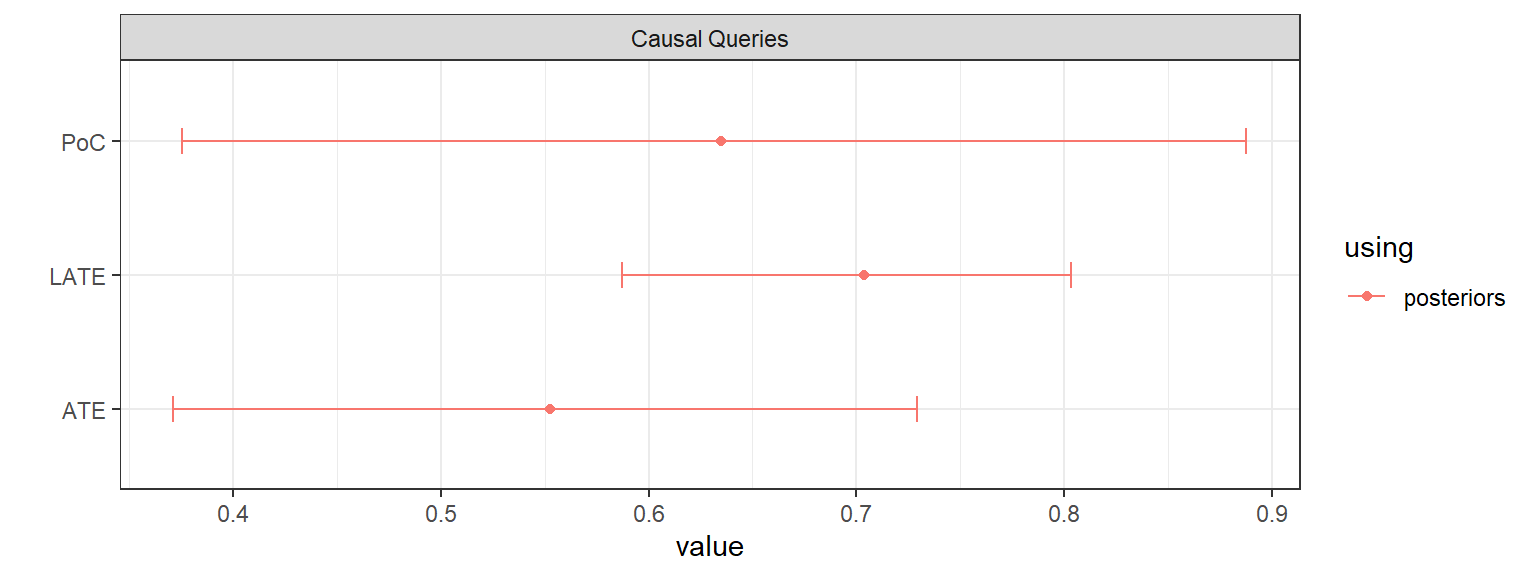 Causal Queries
PoC
LATE
ATE
0.4 0.5 0.6 0.7 0.8 0.9
value
using
posteriors